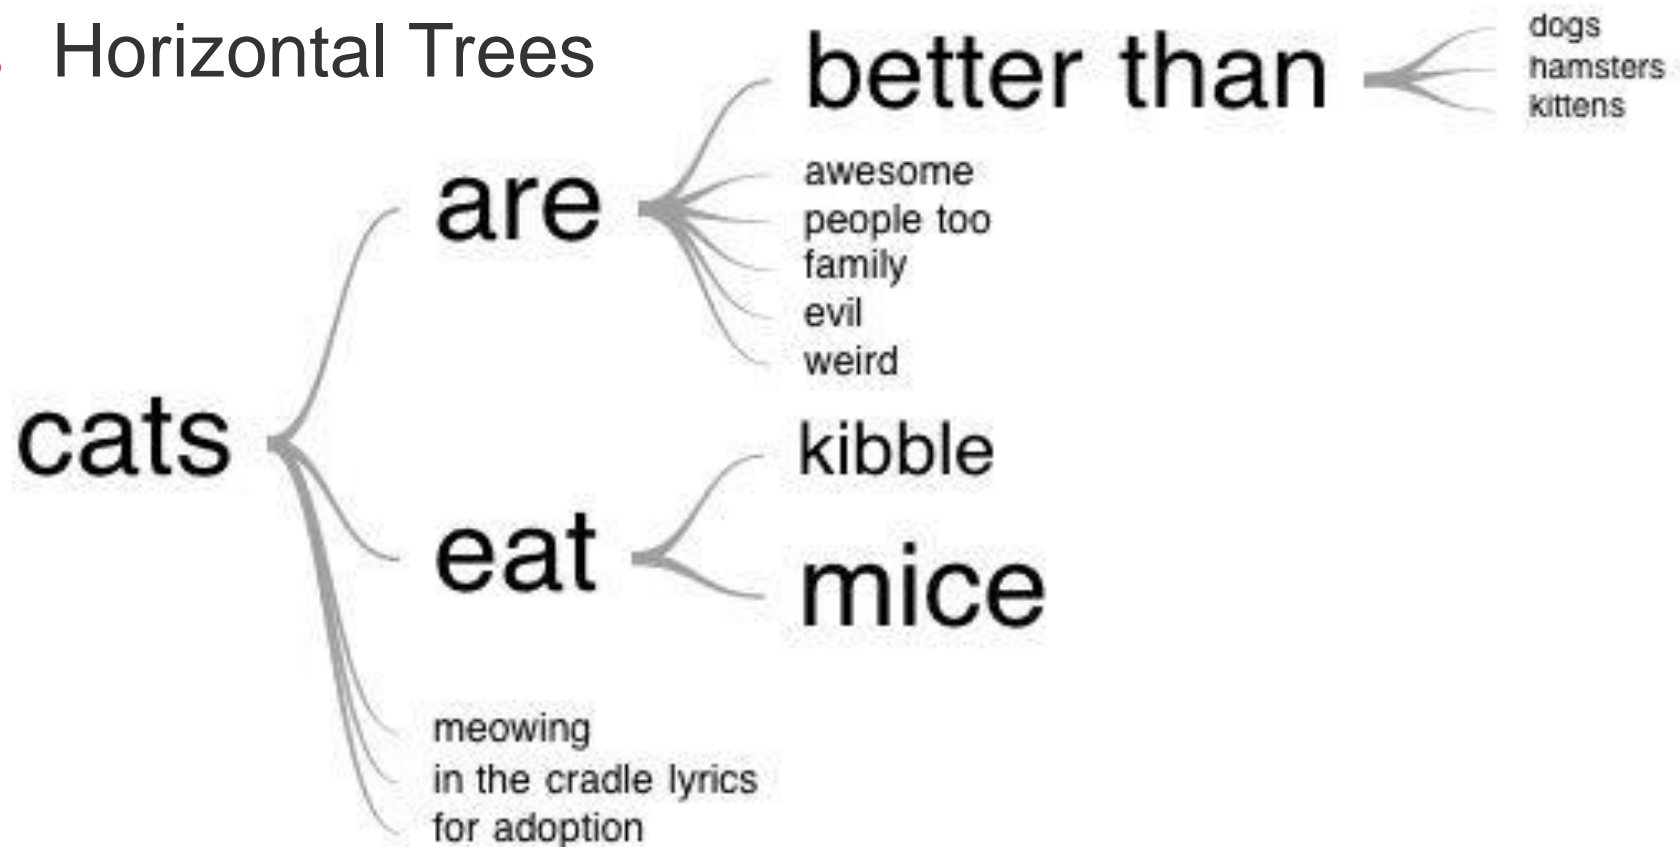 Horizontal Trees
cats
are
better than
dogs
hamsters
kittens
awesome
people too
family
evil
weird
eat
kibble
mice
meowing
in the cradle lyrics
for adoption